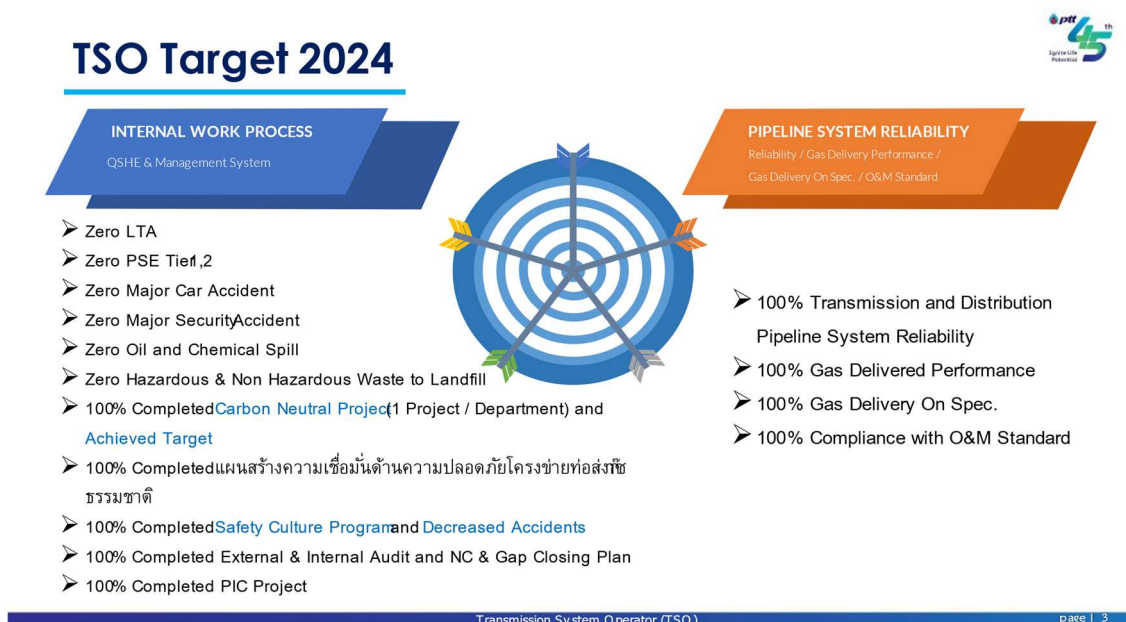 ptt 45th
Ignite Life
Potential
TSO Target 2024
INTERNAL WORK PROCESS
QSHE & Management System
PIPELINE SYSTEM RELIABILITY
Reliability / Gas Delivery Performance /
Gas Delivery On Spec. / O&M Standard
Zero LTA
Zero PSE Tier1,2
Zero Major Car Accident
Zero Major Security Accident
Zero Oil and Chemical Spill
Zero Hazardous & Non Hazardous Waste to Landfill
100% Completed Carbon Neutral Project (1 Project / Department) and
Achieved Target
100% Completed แผนสร้างความเชื่อมั่นด้านความปลอดภัยโครงข่ายท่อส่งก๊าซ
ธรรมชาติ
100% Completed Safety Culture Program and Decreased Accidents
100% Completed External & Internal Audit and NC & Gap Closing Plan
100% Completed PIC Project
100% Transmission and Distribution
Pipeline System Reliability
100% Gas Delivered Performance
100% Gas Delivery On Spec.
100% Compliance with O&M Standard
Transmission System Operator (TSO)
page | 3